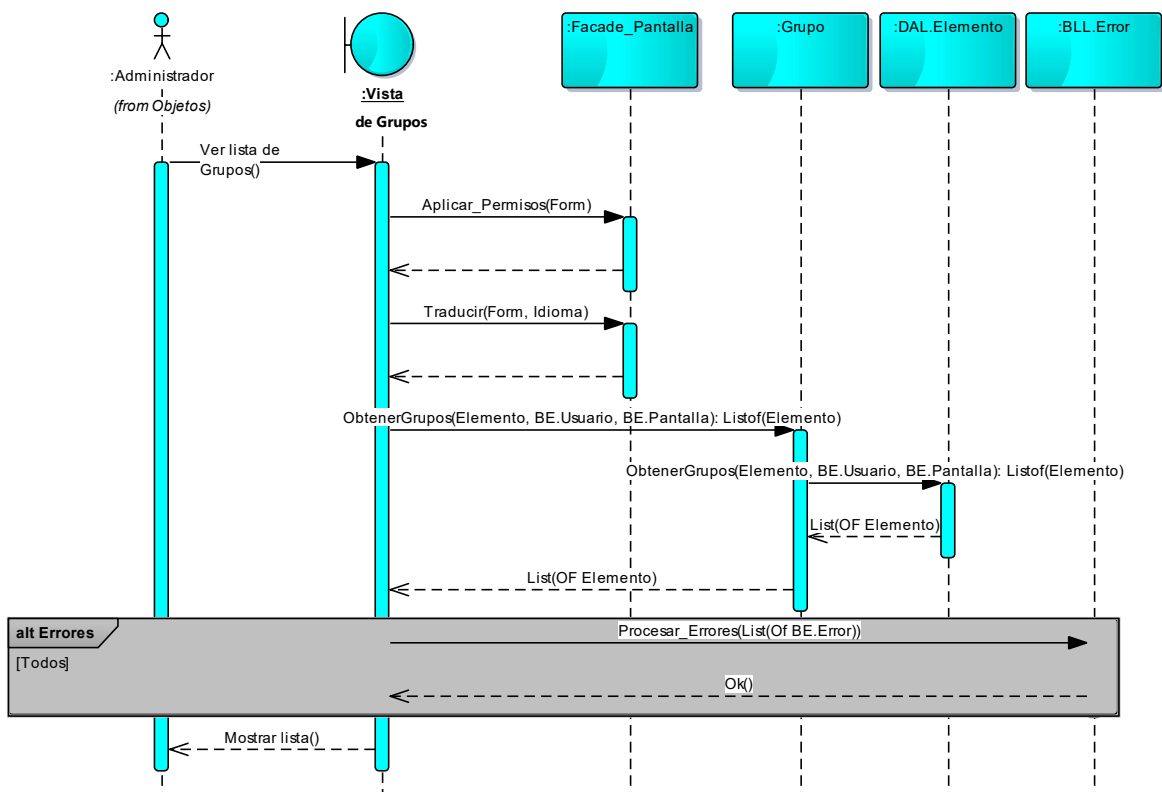 :Administrador
(from Objetos)
:Vista
de Grupos
:Facade_Pantalla
:Grupo
:DAL.Elemento
:BLL.Error
Ver lista de
Grupos()
Aplicar_Permisos(Form)
Traducir(Form, Idioma)
ObtenerGrupos(Elemento, BE.Usuario, BE.Pantalla): Listof(Elemento)
ObtenerGrupos(Elemento, BE.Usuario, BE.Pantalla): Listof(Elemento)
List(OF Elemento)
List(OF Elemento)
alt Errores
[Todos]
Procesar_Errores(List(Of BE.Error))
Ok()
Mostrar lista()